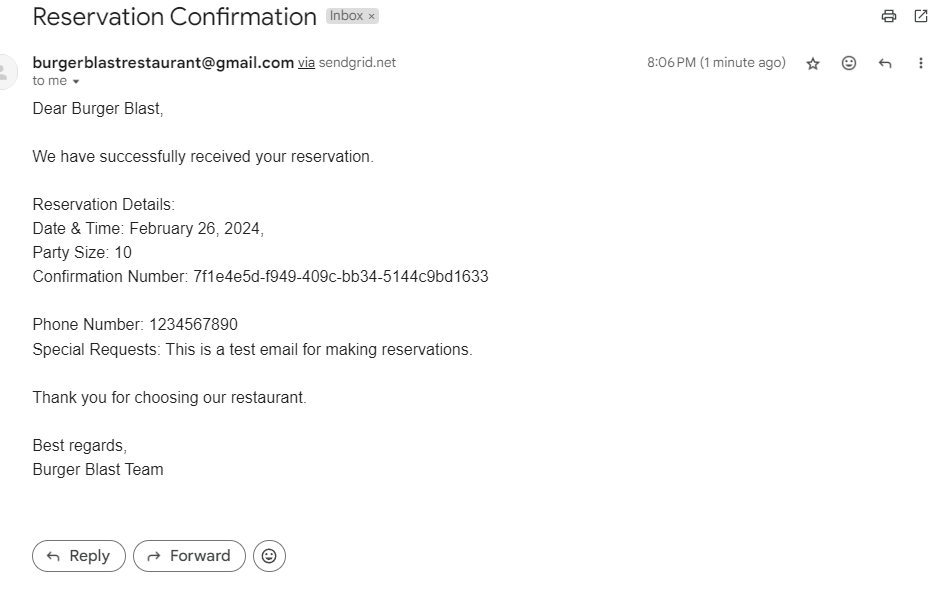 Reservation Confirmation Inbox ×
burgerblastrestaurant@gmail.com via sendgrid.net 8:06 PM (1 minute ago)
to me
Dear Burger Blast,
We have successfully received your reservation.
Reservation Details:
Date & Time: February 26, 2024,
Party Size: 10
Confirmation Number: 7f1e4e5d-f949-409c-bb34-5144c9bd1633
Phone Number: 1234567890
Special Requests: This is a test email for making reservations.
Thank you for choosing our restaurant.
Best regards,
Burger Blast Team
Reply Forward